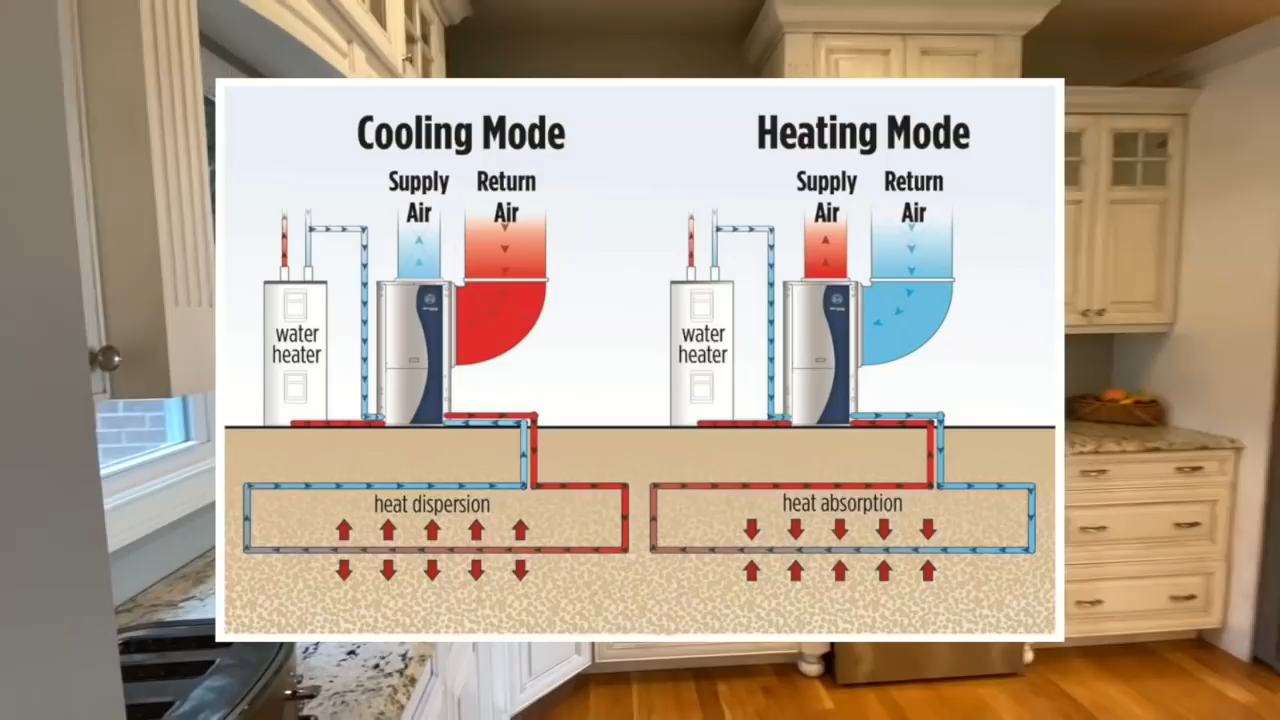 Cooling Mode
Supply Air
Return Air
water heater
heat dispersion
Heating Mode
Supply Air
Return Air
water heater
heat absorption